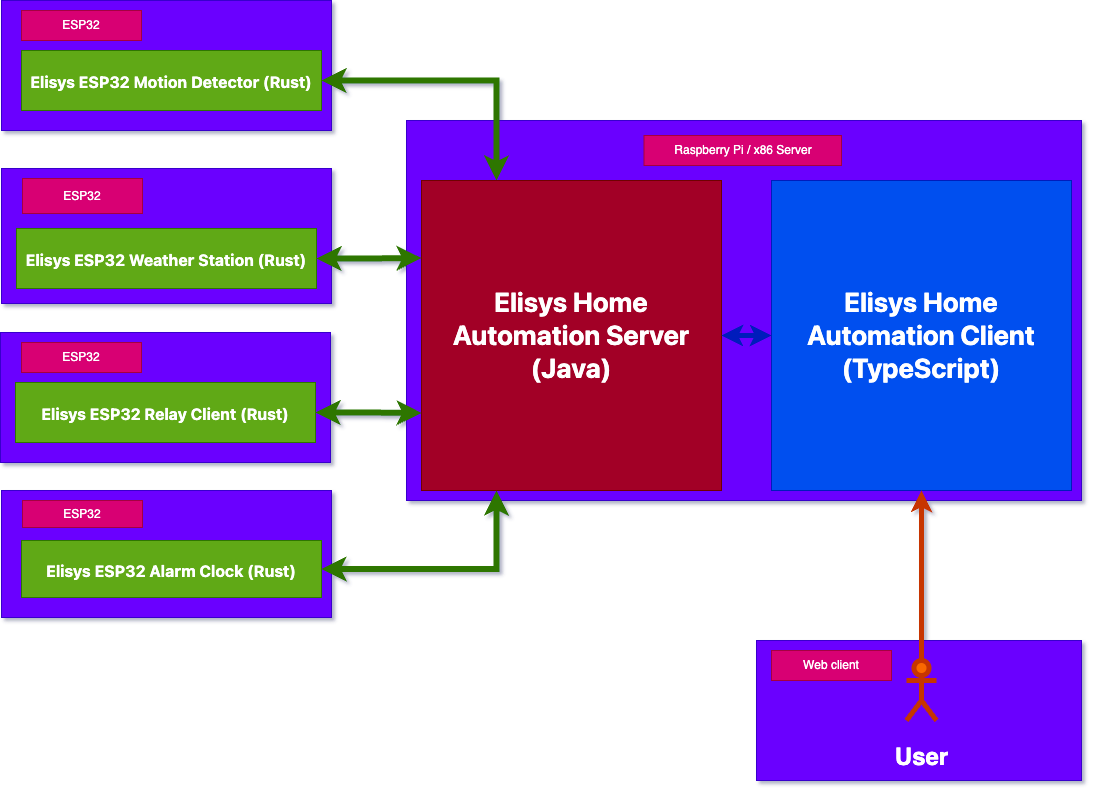 ESP32
Elisys ESP32 Motion Detector (Rust)
ESP32
Elisys ESP32 Weather Station (Rust)
ESP32
Elisys ESP32 Relay Client (Rust)
ESP32
Elisys ESP32 Alarm Clock (Rust)
Raspberry Pi / x86 Server
Elisys Home
Automation Server
(Java)
Elisys Home
Automation Client
(TypeScript)
Web client
User